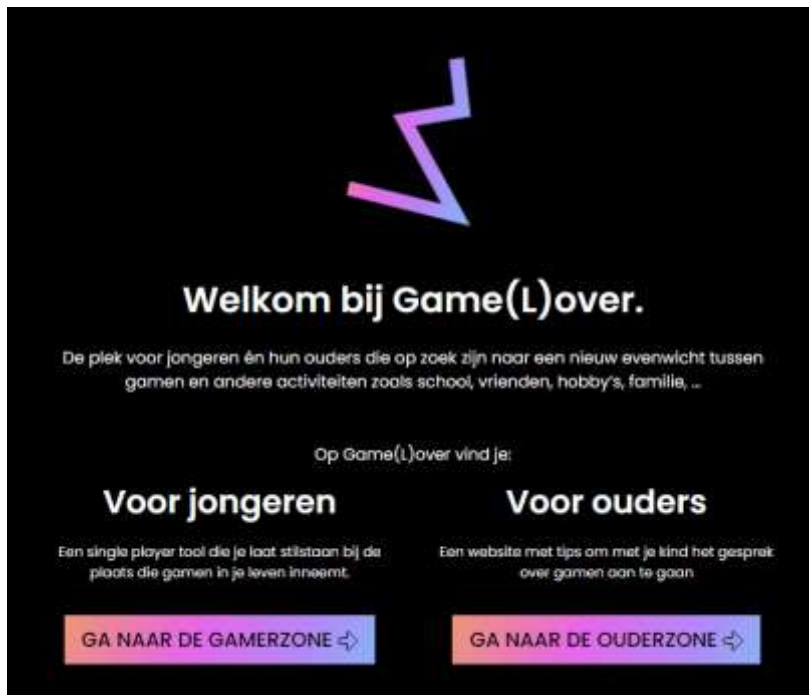 Welkom bij Game(L)over.
De plek voor jongeren én hun ouders die op zoek zijn naar een nieuw evenwicht tussen
gamen en andere activiteiten zoals school, vrienden, hobby's, familie, ...
Op Game(L)over vind je:
Voor jongeren
Een single player tool die je laat stilstaan bij de
plaats die gamen in je leven inneemt.
GA NAAR DE GAMERZONE
Voor ouders
Een website met tips om met je kind het gesprek
over gamen aan te gaan
GA NAAR DE OUDERZONE